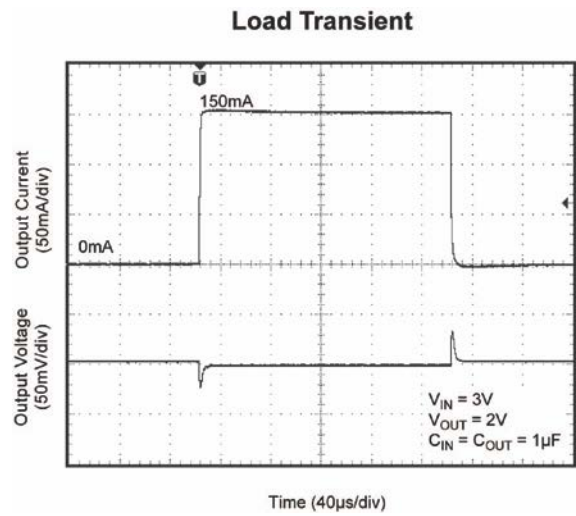 Load Transient
T
150mA
Output Current
(50mA/div)
0mA
Output Voltage
(50mV/div)
VIN = 3V
VOUT = 2V
CIN = COUT = 1µF
Time (40µs/div)